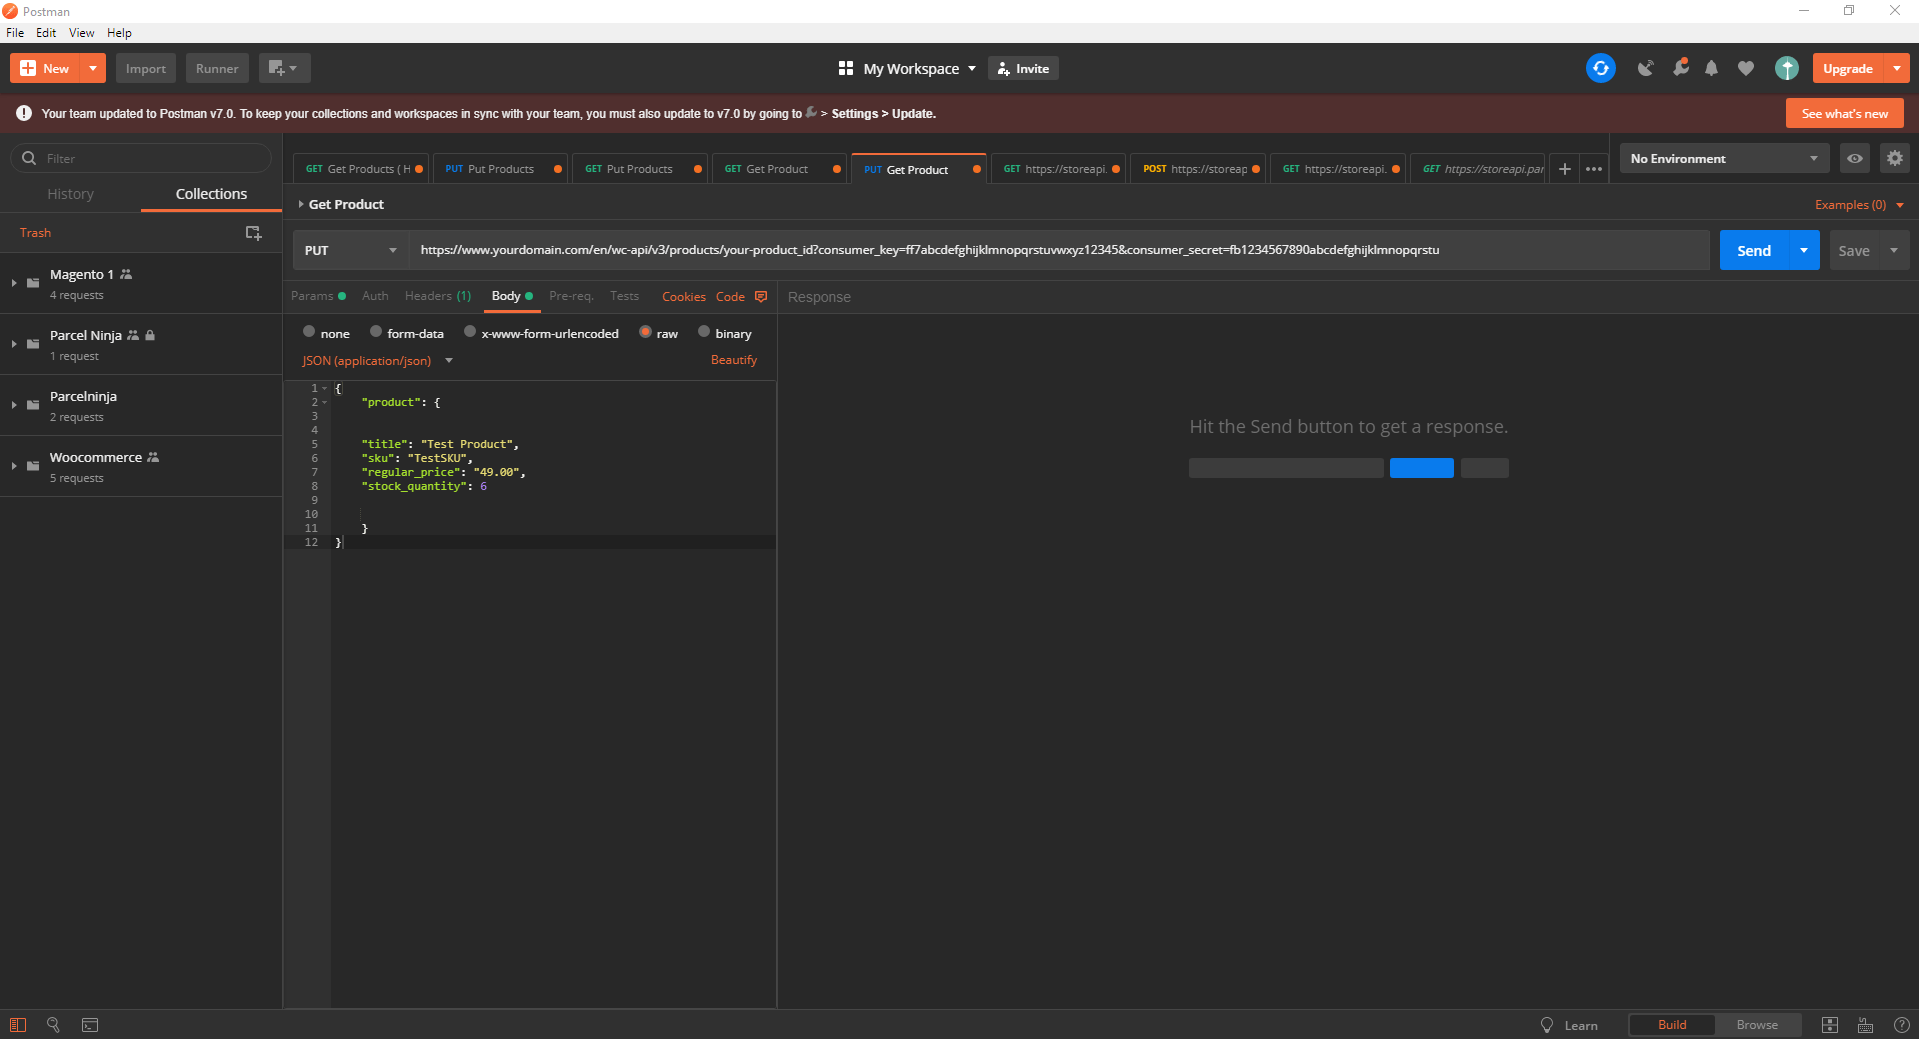 Postman
File Edit View Help
New Import Runner My Workspace Invite Upgrade
Your team updated to Postman v7.0. To keep your collections and workspaces in sync with your team, you must also update to v7.0 by going to > Settings > Update. See what's new
Filter
History Collections
Trash
Magento 1
4 requests
Parcel Ninja
1 request
Parcelninja
2 requests
Woocommerce
5 requests
GET Get Products ( H PUT Put Products GET Put Products GET Get Product PUT Get Product GET https://storeapi. POST https://storeap GET https://storeapi. GET https://storeapi.par No Environment
Get Product Examples (0)
PUT https://www.yourdomain.com/en/wc-api/v3/products/your-product_id?consumer_key=ff7abcdefghijklmnopqrstuvwxyz12345&consumer_secret=fb1234567890abcdefghijklmnopqrstu Send Save
Params Auth Headers (1) Body Pre-req. Tests Cookies Code Response
none form-data x-www-form-urlencoded raw binary
JSON (application/json) Beautify
1 {
2 "product": {
3
4
5 "title": "Test Product",
6 "sku": "TestSKU",
7 "regular_price": "49.00",
8 "stock_quantity": 6
9
10
11 }
12 }
Hit the Send button to get a response.
Learn Build Browse